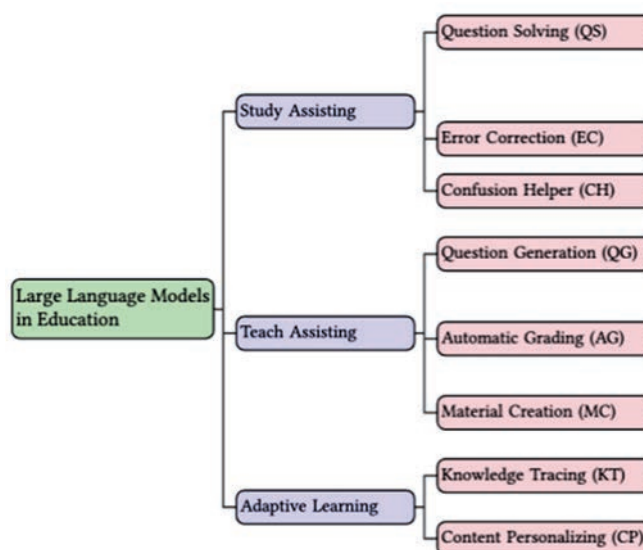 Large Language Models
in Education
Study Assisting
Question Solving (QS)
Error Correction (EC)
Confusion Helper (CH)
Teach Assisting
Question Generation (QG)
Automatic Grading (AG)
Material Creation (MC)
Adaptive Learning
Knowledge Tracing (KT)
Content Personalizing (CP)